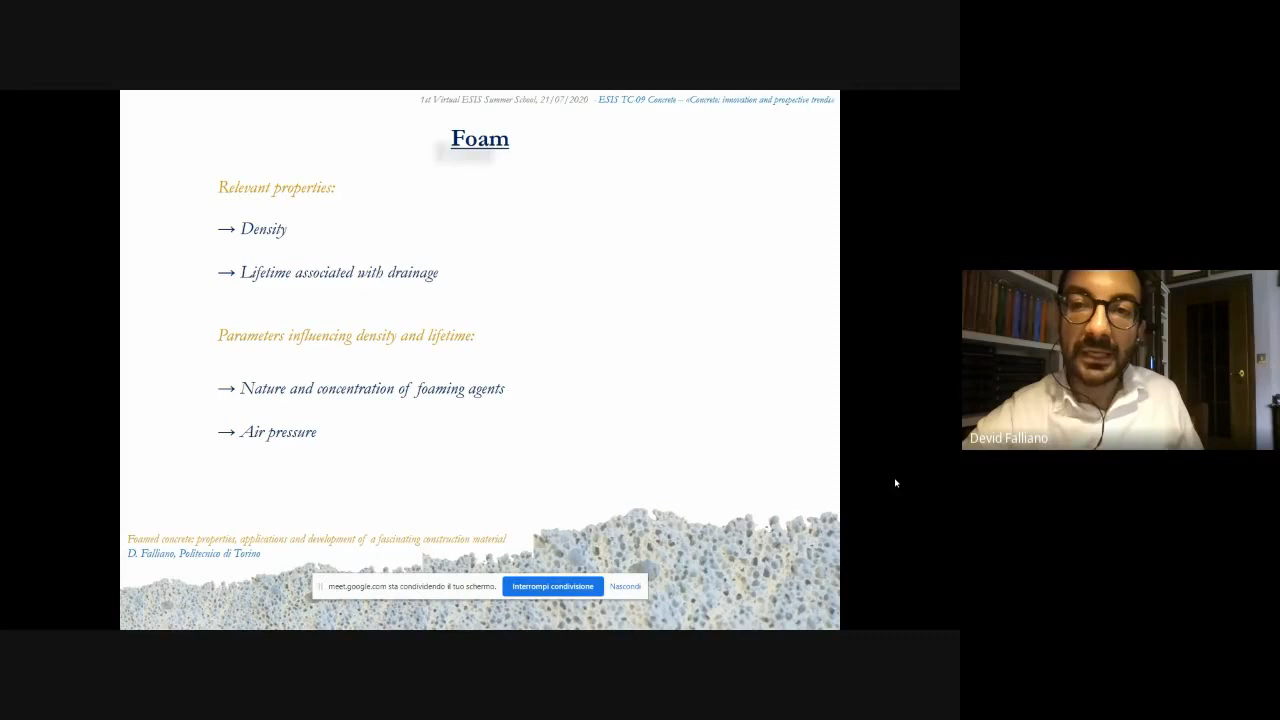 1st Virtual ESIS Summer School, 21/07/2020 - ESIS TC-09 Concrete – «Concrete: innovation and prospective trends»
Foam
Relevant properties:
→ Density
→ Lifetime associated with drainage
Parameters influencing density and lifetime:
→ Nature and concentration of foaming agents
→ Air pressure
Devid Falliano
Foamed concrete: properties, applications and development of a fascinating construction material
D. Falliano, Politecnico di Torino
meet.google.com sta condividendo il tuo schermo. Interrompi condivisione Nascondi